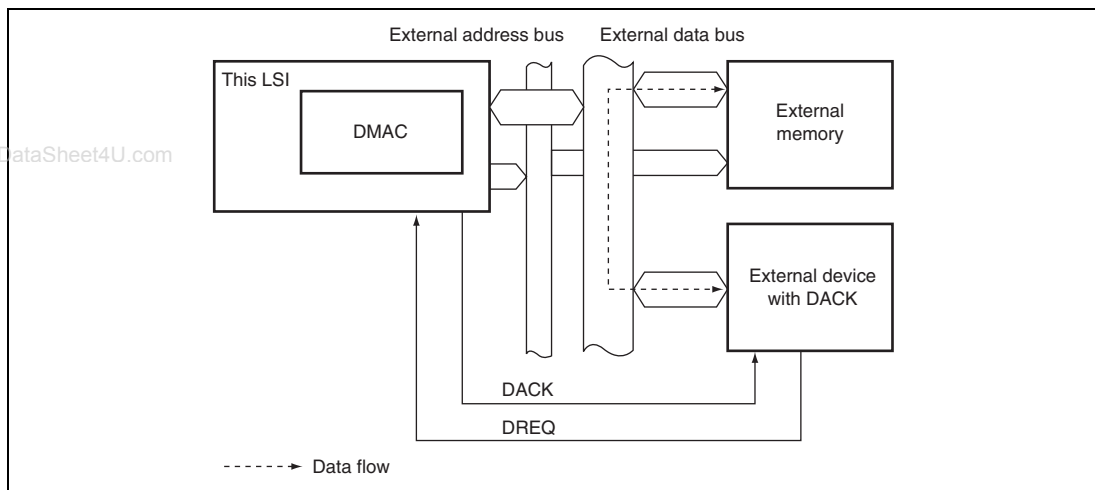 External address bus
External data bus
This LSI
DMAC
External
memory
DataSheet4U.com
External device
with DACK
DACK
DREQ
Data flow